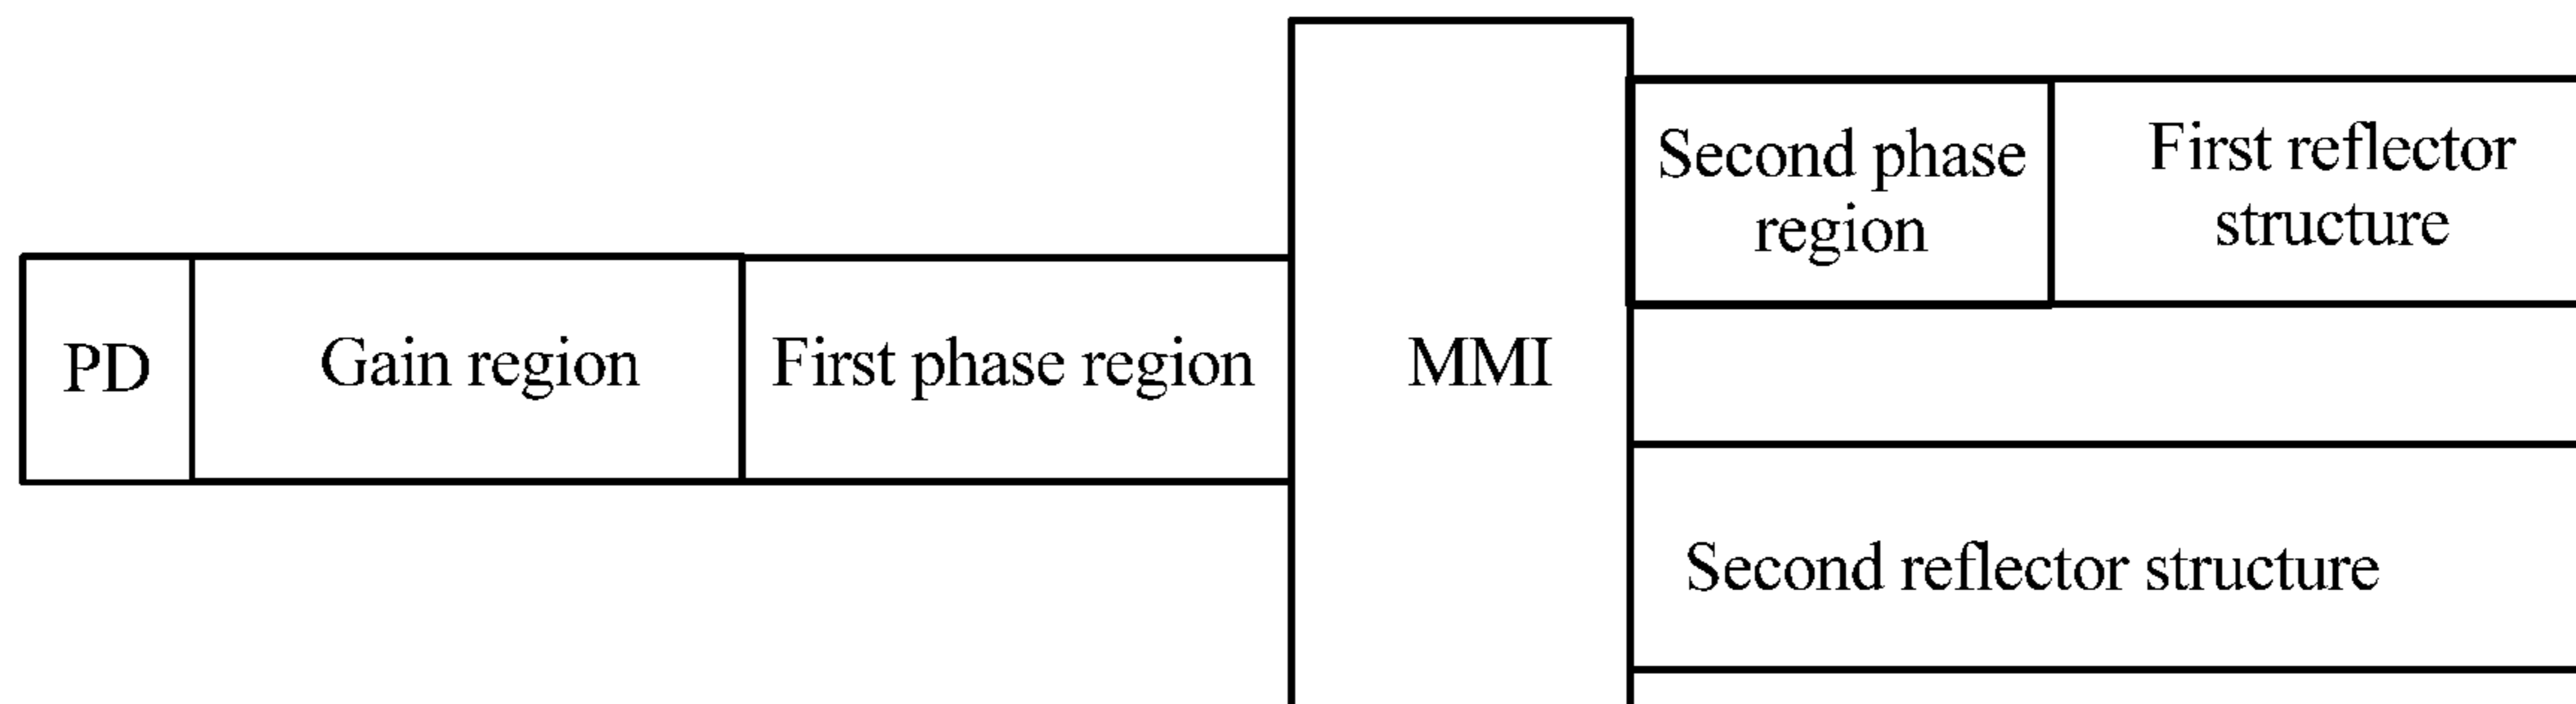 PD
Gain region
First phase region
MMI
Second phase
region
First reflector
structure
Second reflector structure